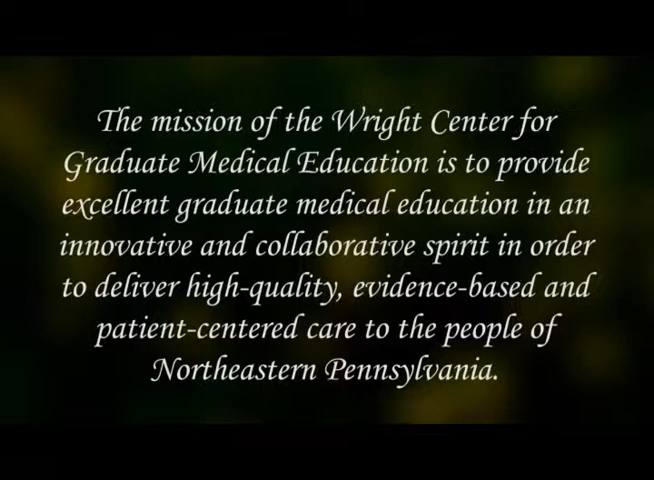 The mission of the Wright Center for
Graduate Medical Education is to provide
excellent graduate medical education in an
innovative and collaborative spirit in order
to deliver high-quality, evidence-based and
patient-centered care to the people of
Northeastern Pennsylvania.